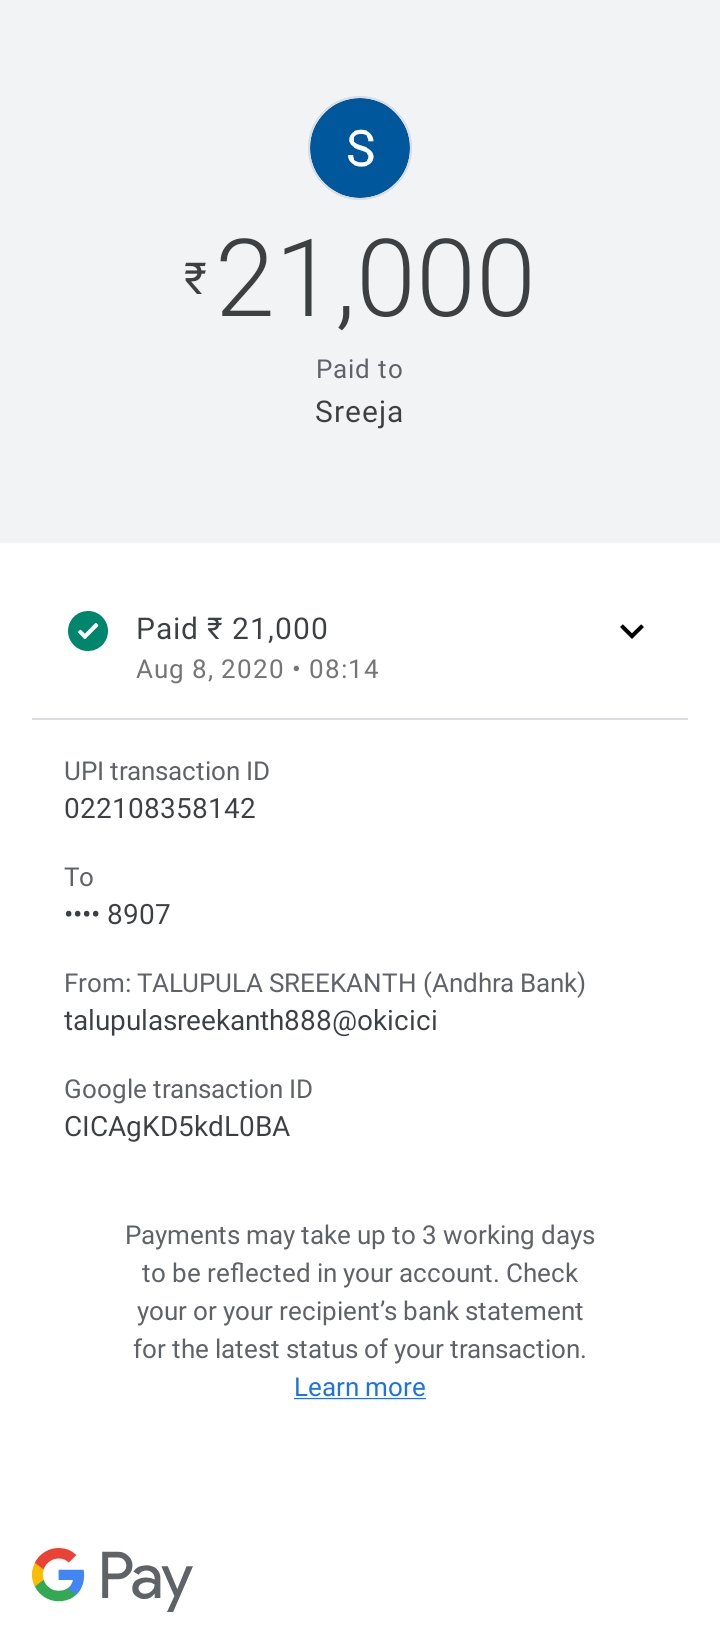 S
₹21,000
Paid to
Sreeja
Paid ₹ 21,000
Aug 8, 2020 • 08:14
UPI transaction ID
022108358142
To
•••• 8907
From: TALUPULA SREEKANTH (Andhra Bank)
talupulasreekanth888@okicici
Google transaction ID
CICAgKD5kdL0BA
Payments may take up to 3 working days
to be reflected in your account. Check
your or your recipient’s bank statement
for the latest status of your transaction.
Learn more
G Pay